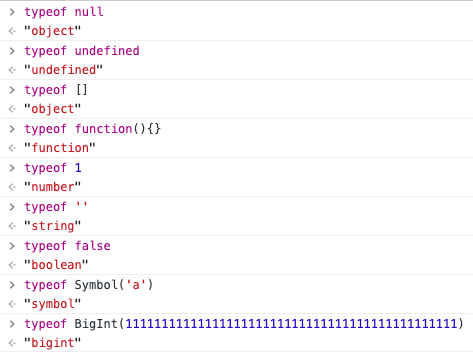 > typeof null
<· "object"
> typeof undefined
<· "undefined"
> typeof []
<· "object"
> typeof function(){}
<· "function"
> typeof 1
<· "number"
> typeof ''
<· "string"
> typeof false
<· "boolean"
> typeof Symbol('a')
<· "symbol"
> typeof BigInt(1111111111111111111111111111111111111111111111)
<· "bigint"